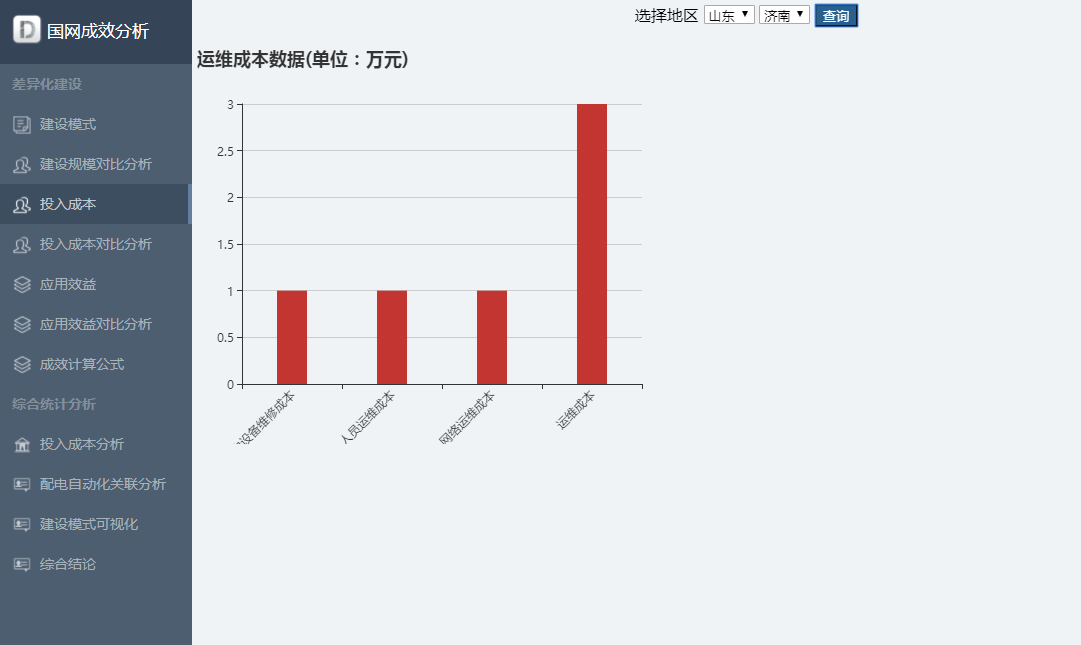 国网成效分析
差异化建设
建设模式
建设规模对比分析
投入成本
投入成本对比分析
应用效益
应用效益对比分析
成效计算公式
综合统计分析
投入成本分析
配电自动化关联分析
建设模式可视化
综合结论
选择地区 山东 济南 查询
运维成本数据(单位：万元)
3
2.5
2
1.5
1
0.5
0
设备维修成本
人员运维成本
网络运维成本
运维成本